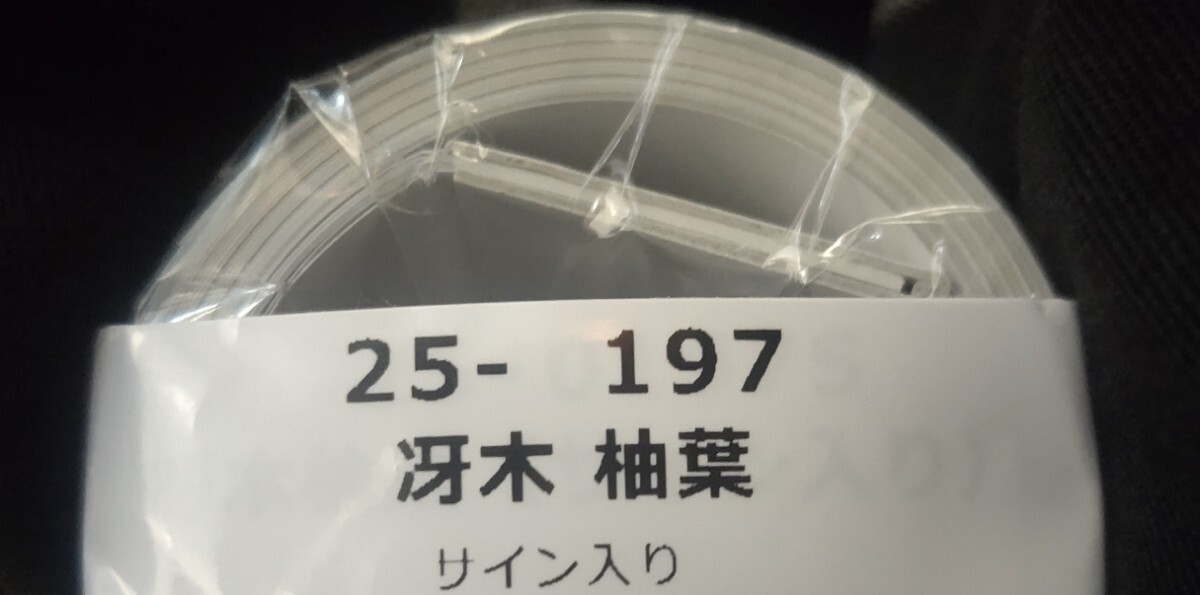 25- 197
冴木 柚葉
サイン入り